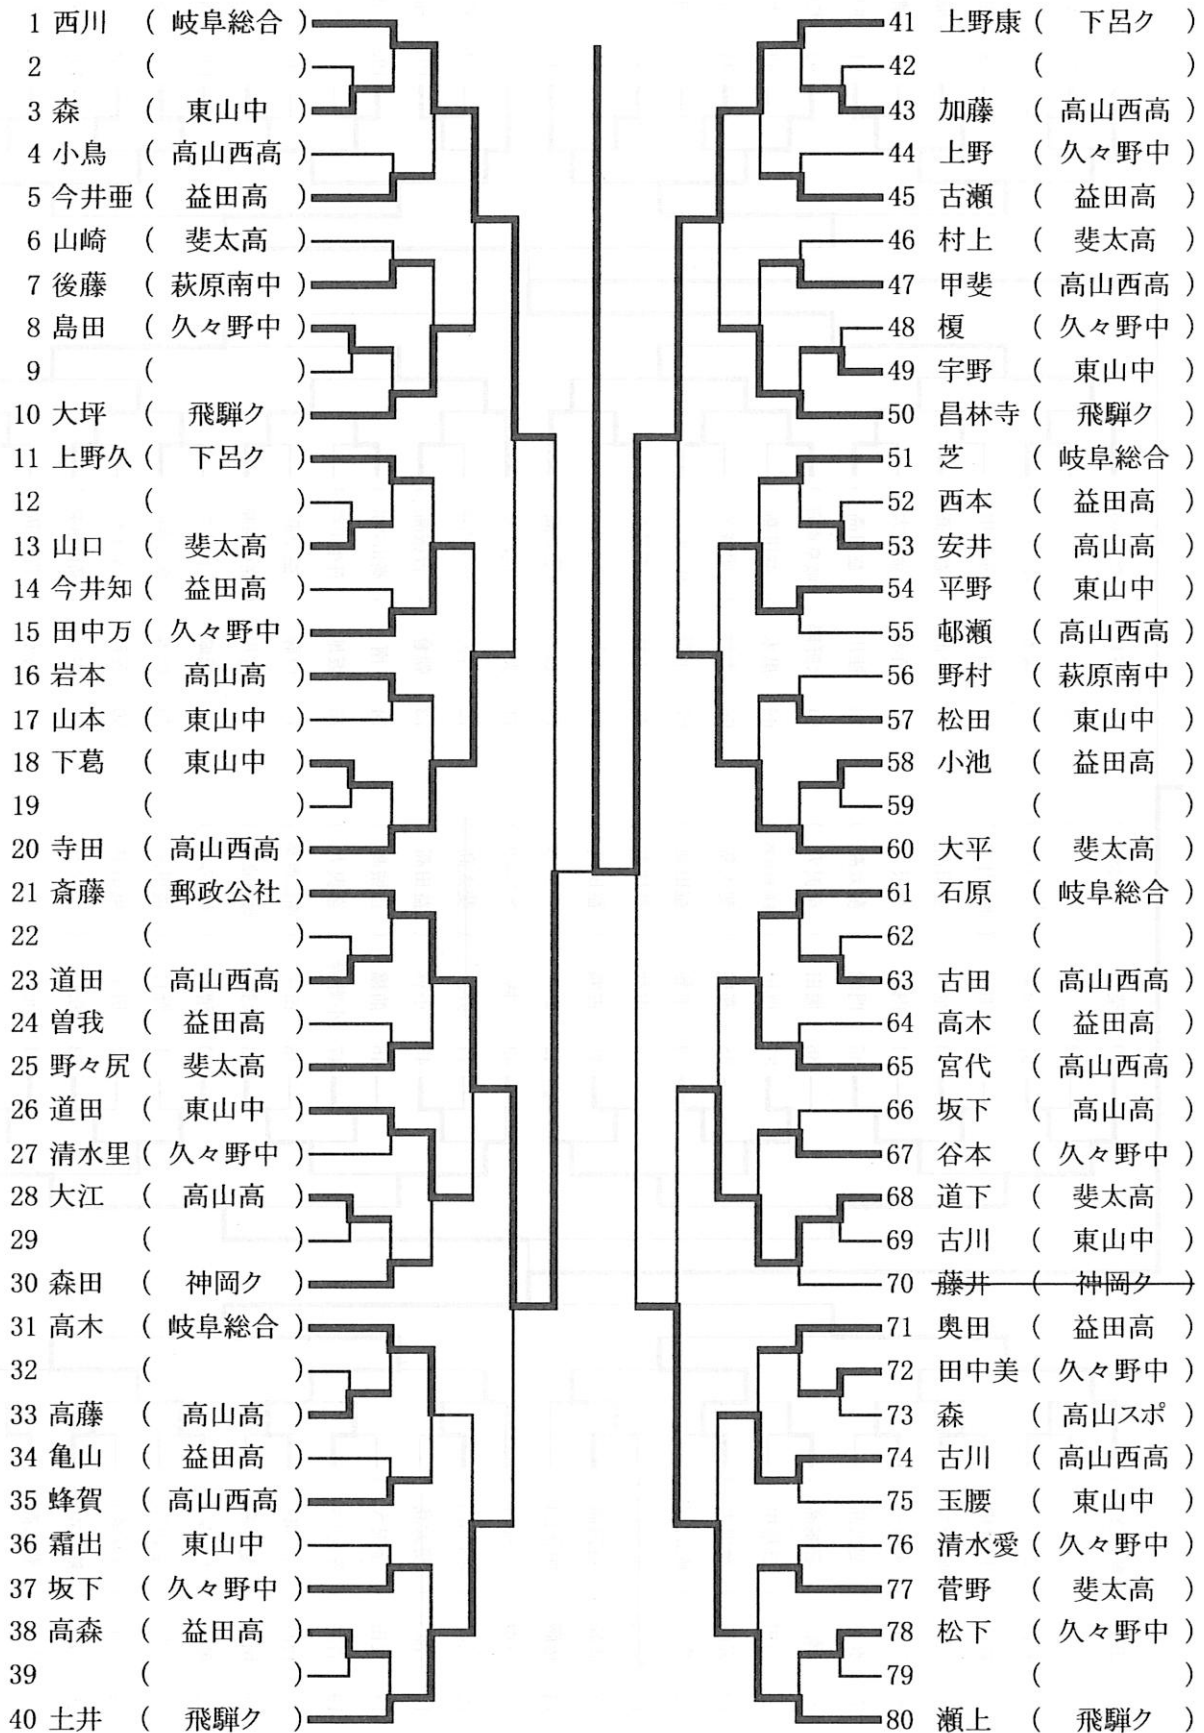 1 西川 ( 岐阜総合 )
2 ( )
3 森 ( 東山中 )
4 小鳥 ( 高山西高 )
5 今井亜 ( 益田高 )
6 山崎 ( 斐太高 )
7 後藤 ( 萩原南中 )
8 島田 ( 久々野中 )
9 ( )
10 大坪 ( 飛騨ク )
11 上野久 ( 下呂ク )
12 ( )
13 山口 ( 斐太高 )
14 今井知 ( 益田高 )
15 田中万 ( 久々野中 )
16 岩本 ( 高山高 )
17 山本 ( 東山中 )
18 下葛 ( 東山中 )
19 ( )
20 寺田 ( 高山西高 )
21 斎藤 ( 郵政公社 )
22 ( )
23 道田 ( 高山西高 )
24 曽我 ( 益田高 )
25 野々尻 ( 斐太高 )
26 道田 ( 東山中 )
27 清水里 ( 久々野中 )
28 大江 ( 高山高 )
29 ( )
30 森田 ( 神岡ク )
31 高木 ( 岐阜総合 )
32 ( )
33 高藤 ( 高山高 )
34 亀山 ( 益田高 )
35 蜂賀 ( 高山西高 )
36 霜出 ( 東山中 )
37 坂下 ( 久々野中 )
38 高森 ( 益田高 )
39 ( )
40 土井 ( 飛騨ク )
41 上野康 ( 下呂ク )
42 ( )
43 加藤 ( 高山西高 )
44 上野 ( 久々野中 )
45 古瀬 ( 益田高 )
46 村上 ( 斐太高 )
47 甲斐 ( 高山西高 )
48 榎 ( 久々野中 )
49 宇野 ( 東山中 )
50 昌林寺 ( 飛騨ク )
51 芝 ( 岐阜総合 )
52 西本 ( 益田高 )
53 安井 ( 高山高 )
54 平野 ( 東山中 )
55 邨瀬 ( 高山西高 )
56 野村 ( 萩原南中 )
57 松田 ( 東山中 )
58 小池 ( 益田高 )
59 ( )
60 大平 ( 斐太高 )
61 石原 ( 岐阜総合 )
62 ( )
63 古田 ( 高山西高 )
64 高木 ( 益田高 )
65 宮代 ( 高山西高 )
66 坂下 ( 高山高 )
67 谷本 ( 久々野中 )
68 道下 ( 斐太高 )
69 古川 ( 東山中 )
70 藤井 ( 神岡ク )
71 奥田 ( 益田高 )
72 田中美 ( 久々野中 )
73 森 ( 高山スポ )
74 古川 ( 高山西高 )
75 玉腰 ( 東山中 )
76 清水愛 ( 久々野中 )
77 菅野 ( 斐太高 )
78 松下 ( 久々野中 )
79 ( )
80 瀬上 ( 飛騨ク )